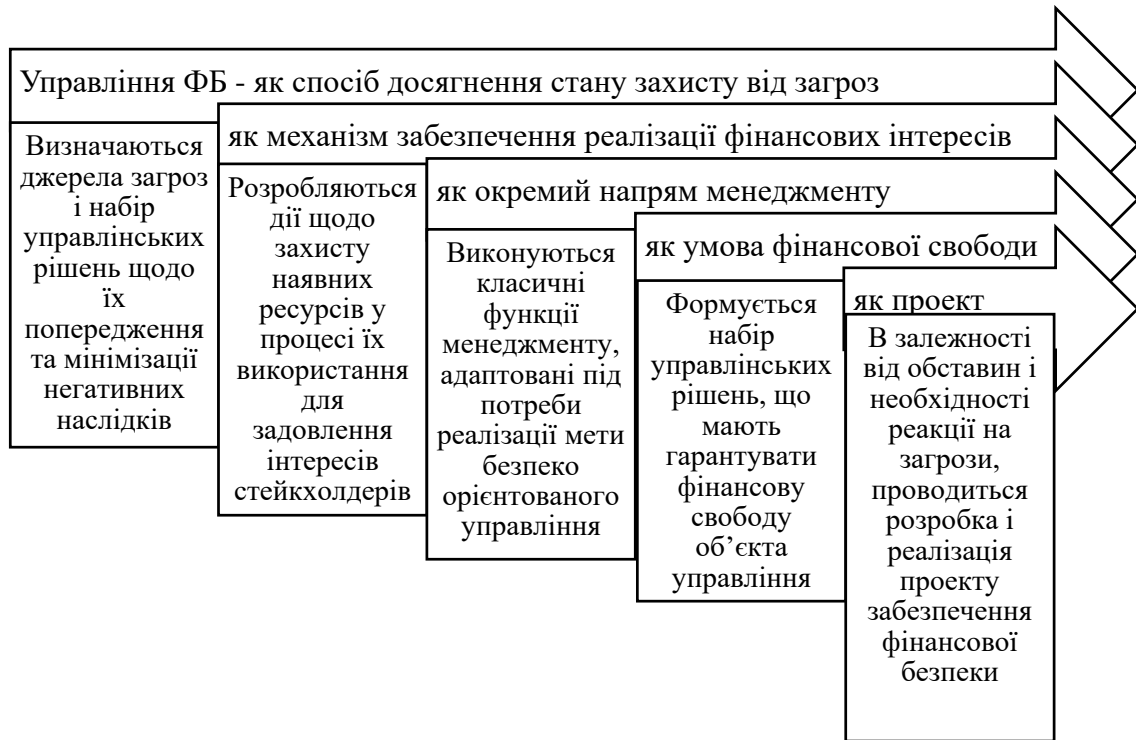 Управління ФБ - як спосіб досягнення стану захисту від загроз
Визначаються
джерела загроз
і набір
управлінських
рішень щодо
їх
попередження
та мінімізації
негативних
наслідків
як механізм забезпечення реалізації фінансових інтересів
Розробляються
дії щодо
захисту
наявних
ресурсів у
процесі їх
використання
для
задовлення
інтересів
стейкхолдерів
як окремий напрям менеджменту
Виконуються
класичні
функції
менеджменту,
адаптовані під
потреби
реалізації мети
безпеко
орієнтованого
управління
як умова фінансової свободи
Формується
набір
управлінських
рішень, що
мають
гарантувати
фінансову
свободу
об’єкта
управління
як проект
В залежності
від обставин і
необхідності
реакції на
загрози,
проводиться
розробка і
реалізація
проекту
забезпечення
фінансової
безпеки